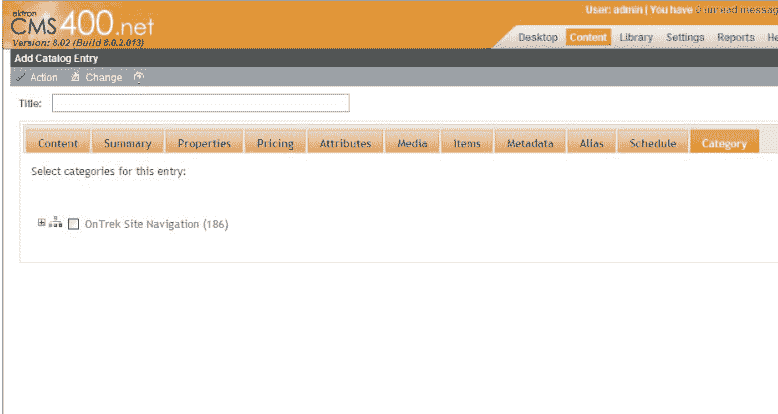 ektron
CMS400.net
Version: 8.02 (Build 8.0.2.013)
User: admin | You have 0 unread messag
Desktop Content Library Settings Reports He
Add Catalog Entry
Action Change
Title:
Content Summary Properties Pricing Attributes Media Items Metadata Alias Schedule Category
Select categories for this entry:
OnTrek Site Navigation (186)